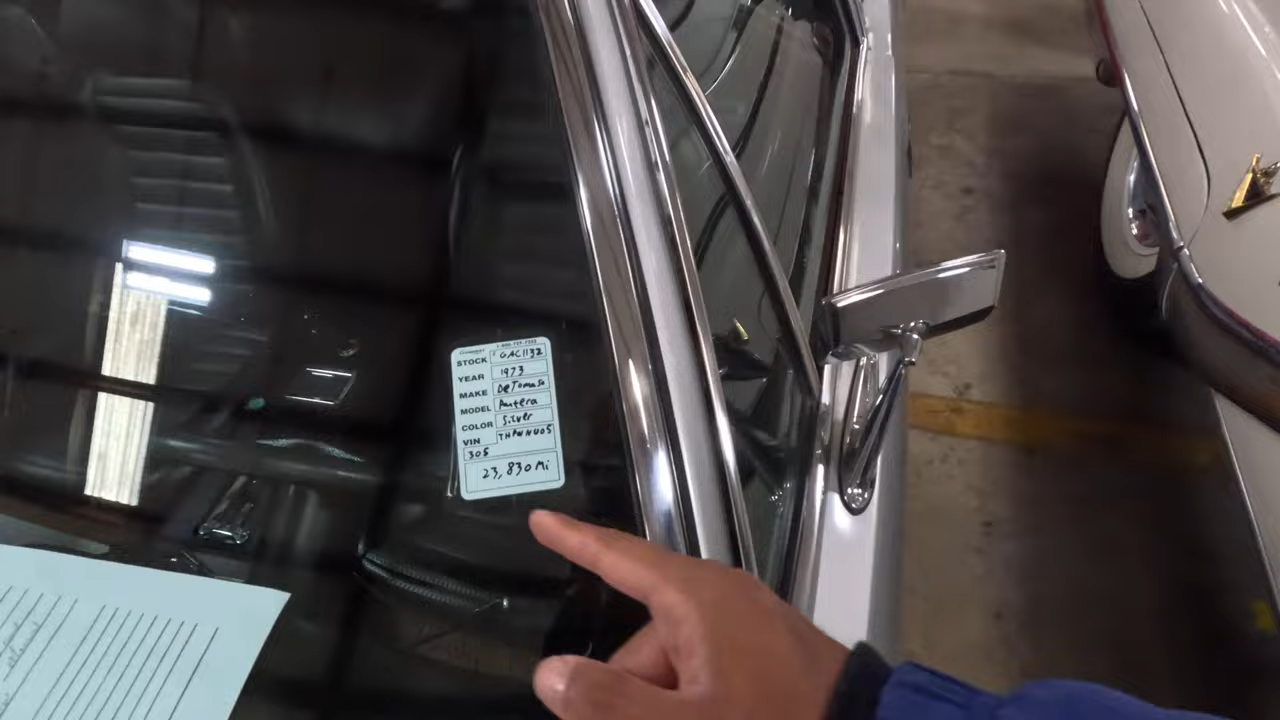 STOCK # GAC1132
YEAR 1973
MAKE DeTomaso
MODEL Pantera
COLOR Silver
VIN THPNNU05
305
23,830 Mi